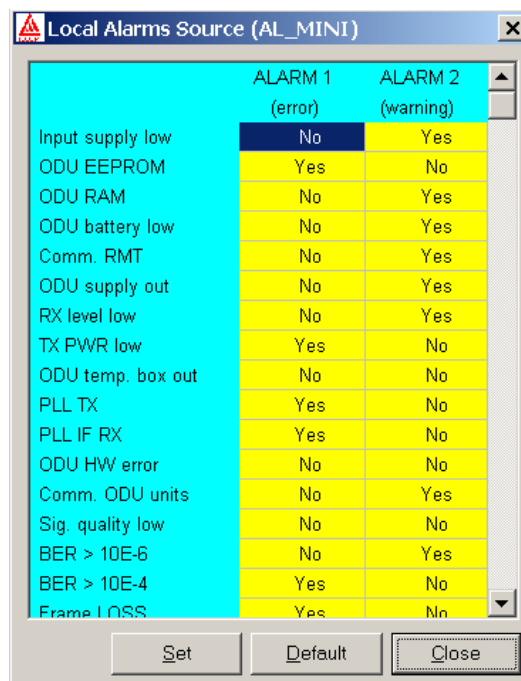 Local Alarms Source (AL_MINI)
ALARM 1 ALARM 2
(error) (warning)
Input supply low No Yes
ODU EEPROM Yes No
ODU RAM No Yes
ODU battery low No Yes
Comm. RMT No Yes
ODU supply out No Yes
RX level low No Yes
TX PWR low Yes No
ODU temp. box out No No
PLL TX Yes No
PLL IF RX Yes No
ODU HW error No No
Comm. ODU units No Yes
Sig. quality low No No
BER > 10E-6 No Yes
BER > 10E-4 Yes No
Frame LOSS Yes No
Set Default Close